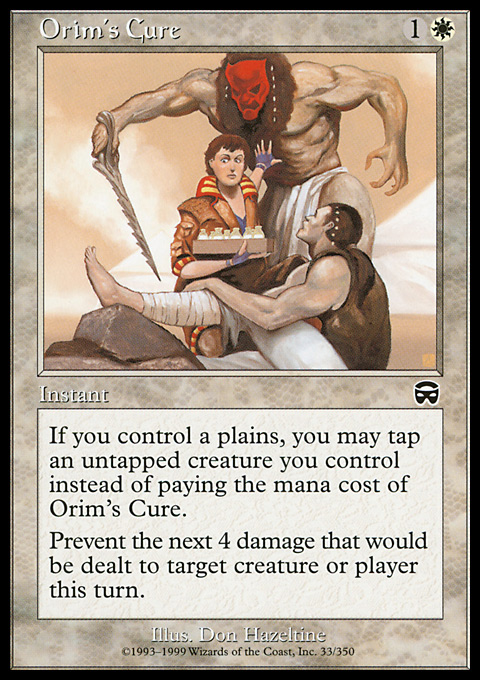 Orim's Cure 1
Instant
If you control a plains, you may tap
an untapped creature you control
instead of paying the mana cost of
Orim's Cure.
Prevent the next 4 damage that would
be dealt to target creature or player
this turn.
Illus. Don Hazeltine
©1993–1999 Wizards of the Coast, Inc. 33/350